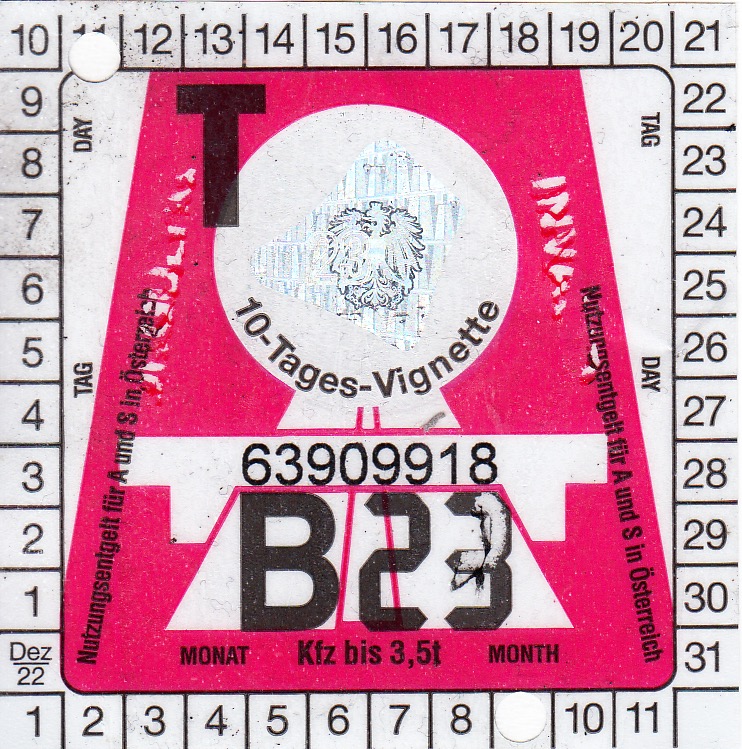 10 11 12 13 14 15 16 17 18 19 20 21
9 22
DAY TAG
8 23
7 24
6 25
5 26
4 27
3 28
2 29
1 30
Dez
22
31
TAG DAY
T
10-Tages-Vignette
Nutzungsentgelt für A und S in Österreich
Nutzungsentgelt für A und S in Österreich
63909918
B23
MONAT Kfz bis 3,5t MONTH
1 2 3 4 5 6 7 8 10 11